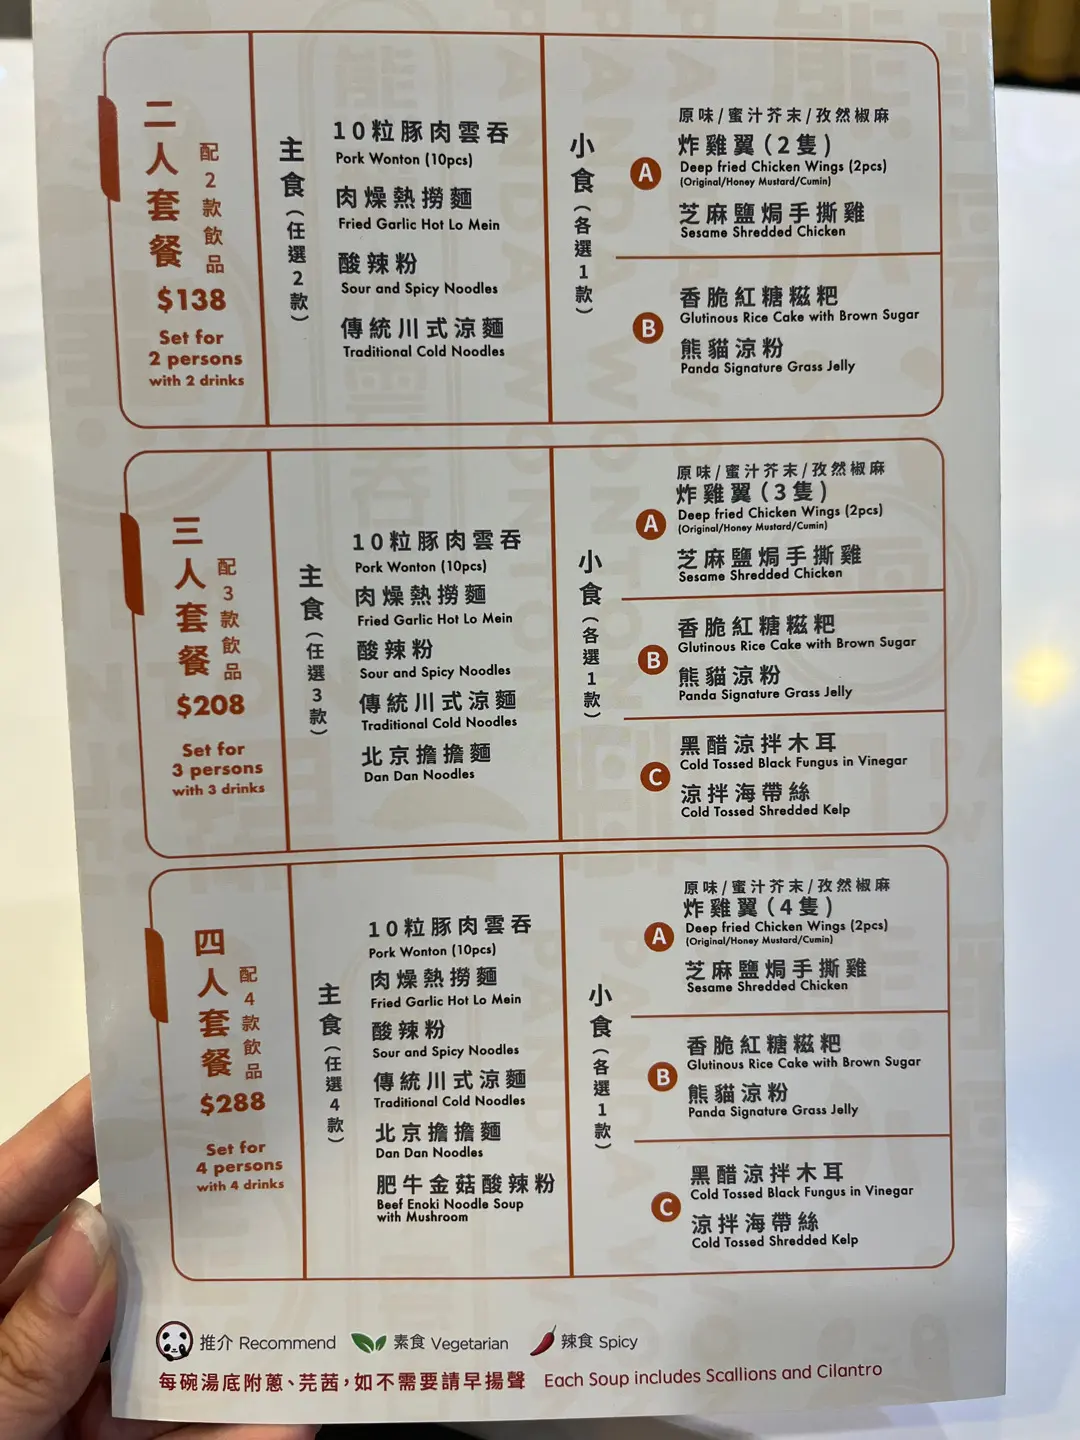 二人套餐
配2款飲品
$138
Set for
2 persons
with 2 drinks
主食（任選2款）
10粒豚肉雲吞
Pork Wonton (10pcs)
肉燥熱撈麵
Fried Garlic Hot Lo Mein
酸辣粉
Sour and Spicy Noodles
傳統川式涼麵
Traditional Cold Noodles
小食（各選1款）
A
原味/蜜汁芥末/孜然椒麻
炸雞翼(2隻)
Deep fried Chicken Wings (2pcs)
(Original/Honey Mustard/Cumin)
芝麻鹽焗手撕雞
Sesame Shredded Chicken
B
香脆紅糖糍粑
Glutinous Rice Cake with Brown Sugar
熊貓涼粉
Panda Signature Grass Jelly
三人套餐
配3款飲品
$208
Set for
3 persons
with 3 drinks
主食（任選3款）
10粒豚肉雲吞
Pork Wonton (10pcs)
肉燥熱撈麵
Fried Garlic Hot Lo Mein
酸辣粉
Sour and Spicy Noodles
傳統川式涼麵
Traditional Cold Noodles
北京擔擔麵
Dan Dan Noodles
小食（各選1款）
A
原味/蜜汁芥末/孜然椒麻
炸雞翼(3隻)
Deep fried Chicken Wings (2pcs)
(Original/Honey Mustard/Cumin)
芝麻鹽焗手撕雞
Sesame Shredded Chicken
B
香脆紅糖糍粑
Glutinous Rice Cake with Brown Sugar
熊貓涼粉
Panda Signature Grass Jelly
C
黑醋涼拌木耳
Cold Tossed Black Fungus in Vinegar
涼拌海帶絲
Cold Tossed Shredded Kelp
四人套餐
配4款飲品
$288
Set for
4 persons
with 4 drinks
主食（任選4款）
10粒豚肉雲吞
Pork Wonton (10pcs)
肉燥熱撈麵
Fried Garlic Hot Lo Mein
酸辣粉
Sour and Spicy Noodles
傳統川式涼麵
Traditional Cold Noodles
北京擔擔麵
Dan Dan Noodles
肥牛金菇酸辣粉
Beef Enoki Noodle Soup
with Mushroom
小食（各選1款）
A
原味/蜜汁芥末/孜然椒麻
炸雞翼(4隻)
Deep fried Chicken Wings (2pcs)
(Original/Honey Mustard/Cumin)
芝麻鹽焗手撕雞
Sesame Shredded Chicken
B
香脆紅糖糍粑
Glutinous Rice Cake with Brown Sugar
熊貓涼粉
Panda Signature Grass Jelly
C
黑醋涼拌木耳
Cold Tossed Black Fungus in Vinegar
涼拌海帶絲
Cold Tossed Shredded Kelp
推介 Recommend 素食 Vegetarian 辣食 Spicy
每碗湯底附蔥、芫茜，如不需要請早揚聲 Each Soup includes Scallions and Cilantro